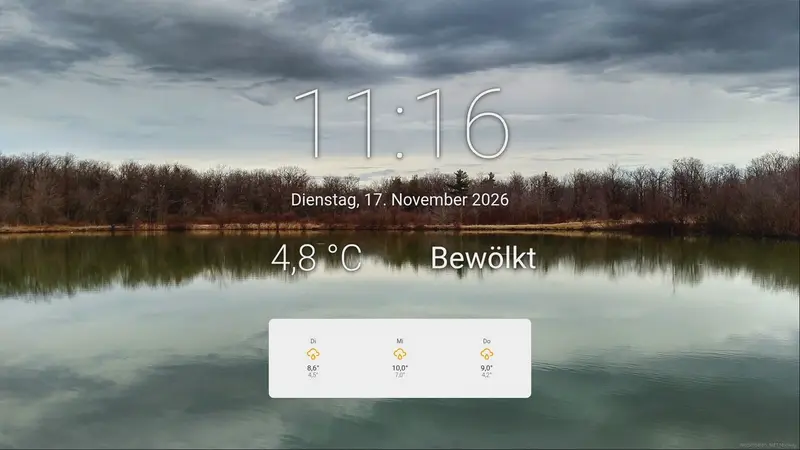 11:16
Dienstag, 17. November 2026
4,8 °C Bewölkt
Di Mi Do
8,6° 10,0° 9,0°
4,5° 7,0° 4,2°